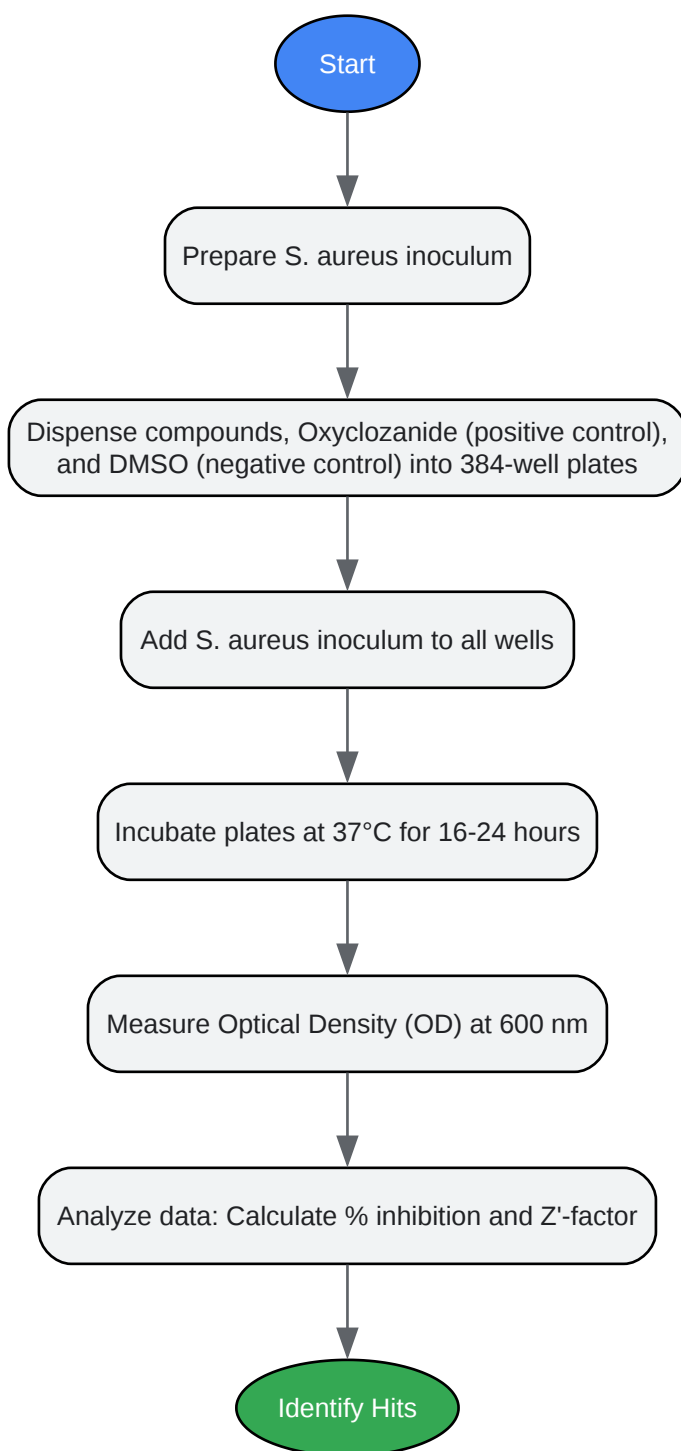 Start
Prepare S. aureus inoculum
Dispense compounds, Oxyclozanide (positive control),
and DMSO (negative control) into 384-well plates
Add S. aureus inoculum to all wells
Incubate plates at 37°C for 16-24 hours
Measure Optical Density (OD) at 600 nm
Analyze data: Calculate % inhibition and Z'-factor
Identify Hits